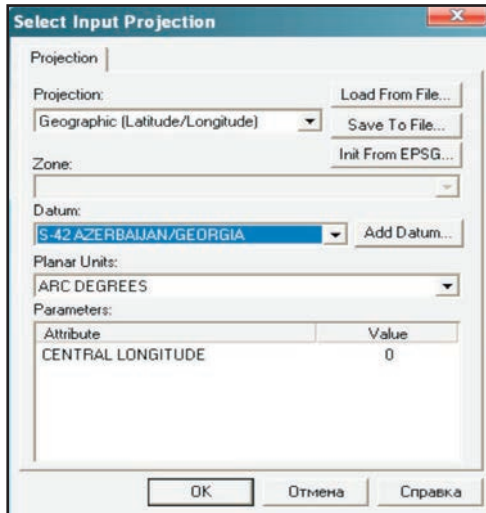 Select Input Projection
Projection
Projection:
Load From File...
Geographic (Latitude/Longitude)
Save To File...
Init From EPSG...
Zone:
Datum:
S-42 AZERBAIJAN/GEORGIA
Add Datum...
Planar Units:
ARC DEGREES
Parameters:
Attribute Value
CENTRAL LONGITUDE 0
OK Отмена Справка